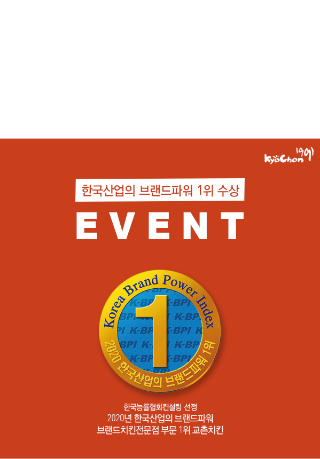 KyoChon 1991
한국산업의 브랜드파워 1위 수상
EVENT
Korea Brand Power Index
K-BPI
1
2020 한국산업의 브랜드파워 1위
한국능률협회컨설팅 선정
2020년 한국산업의 브랜드파워
브랜드치킨전문점 부문 1위 교촌치킨